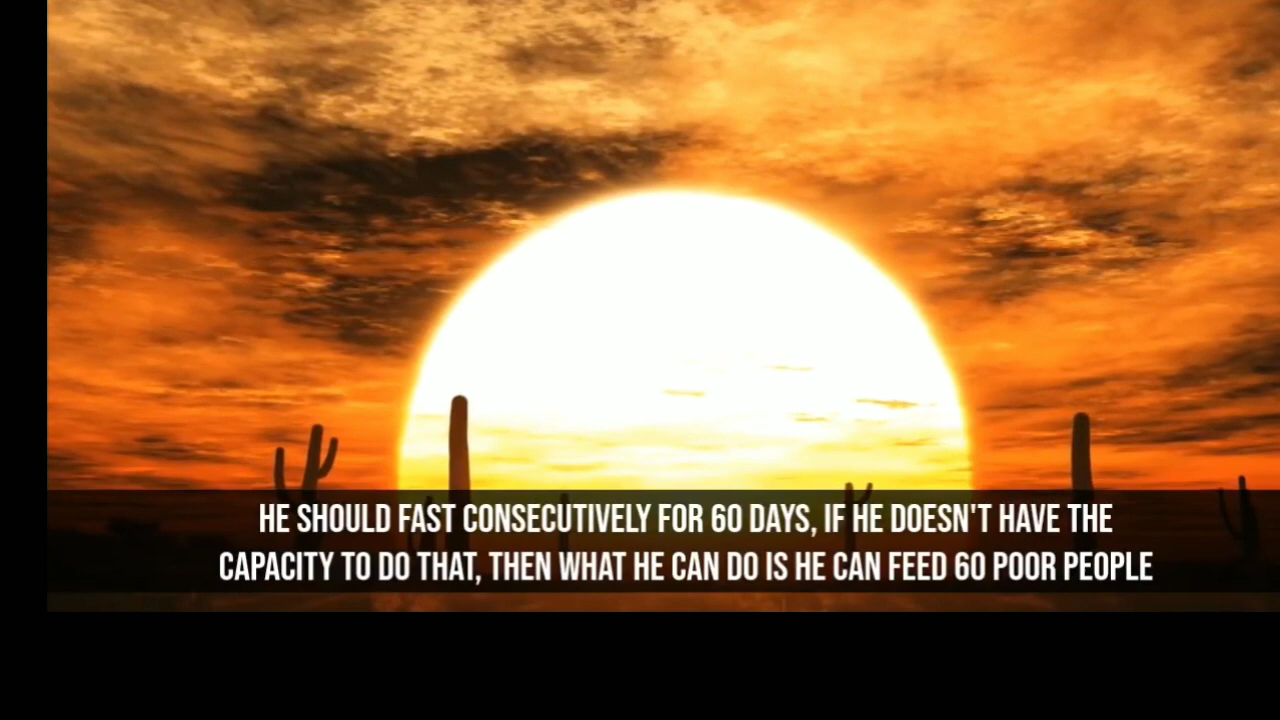 HE SHOULD FAST CONSECUTIVELY FOR 60 DAYS, IF HE DOESN'T HAVE THE
CAPACITY TO DO THAT, THEN WHAT HE CAN DO IS HE CAN FEED 60 POOR PEOPLE